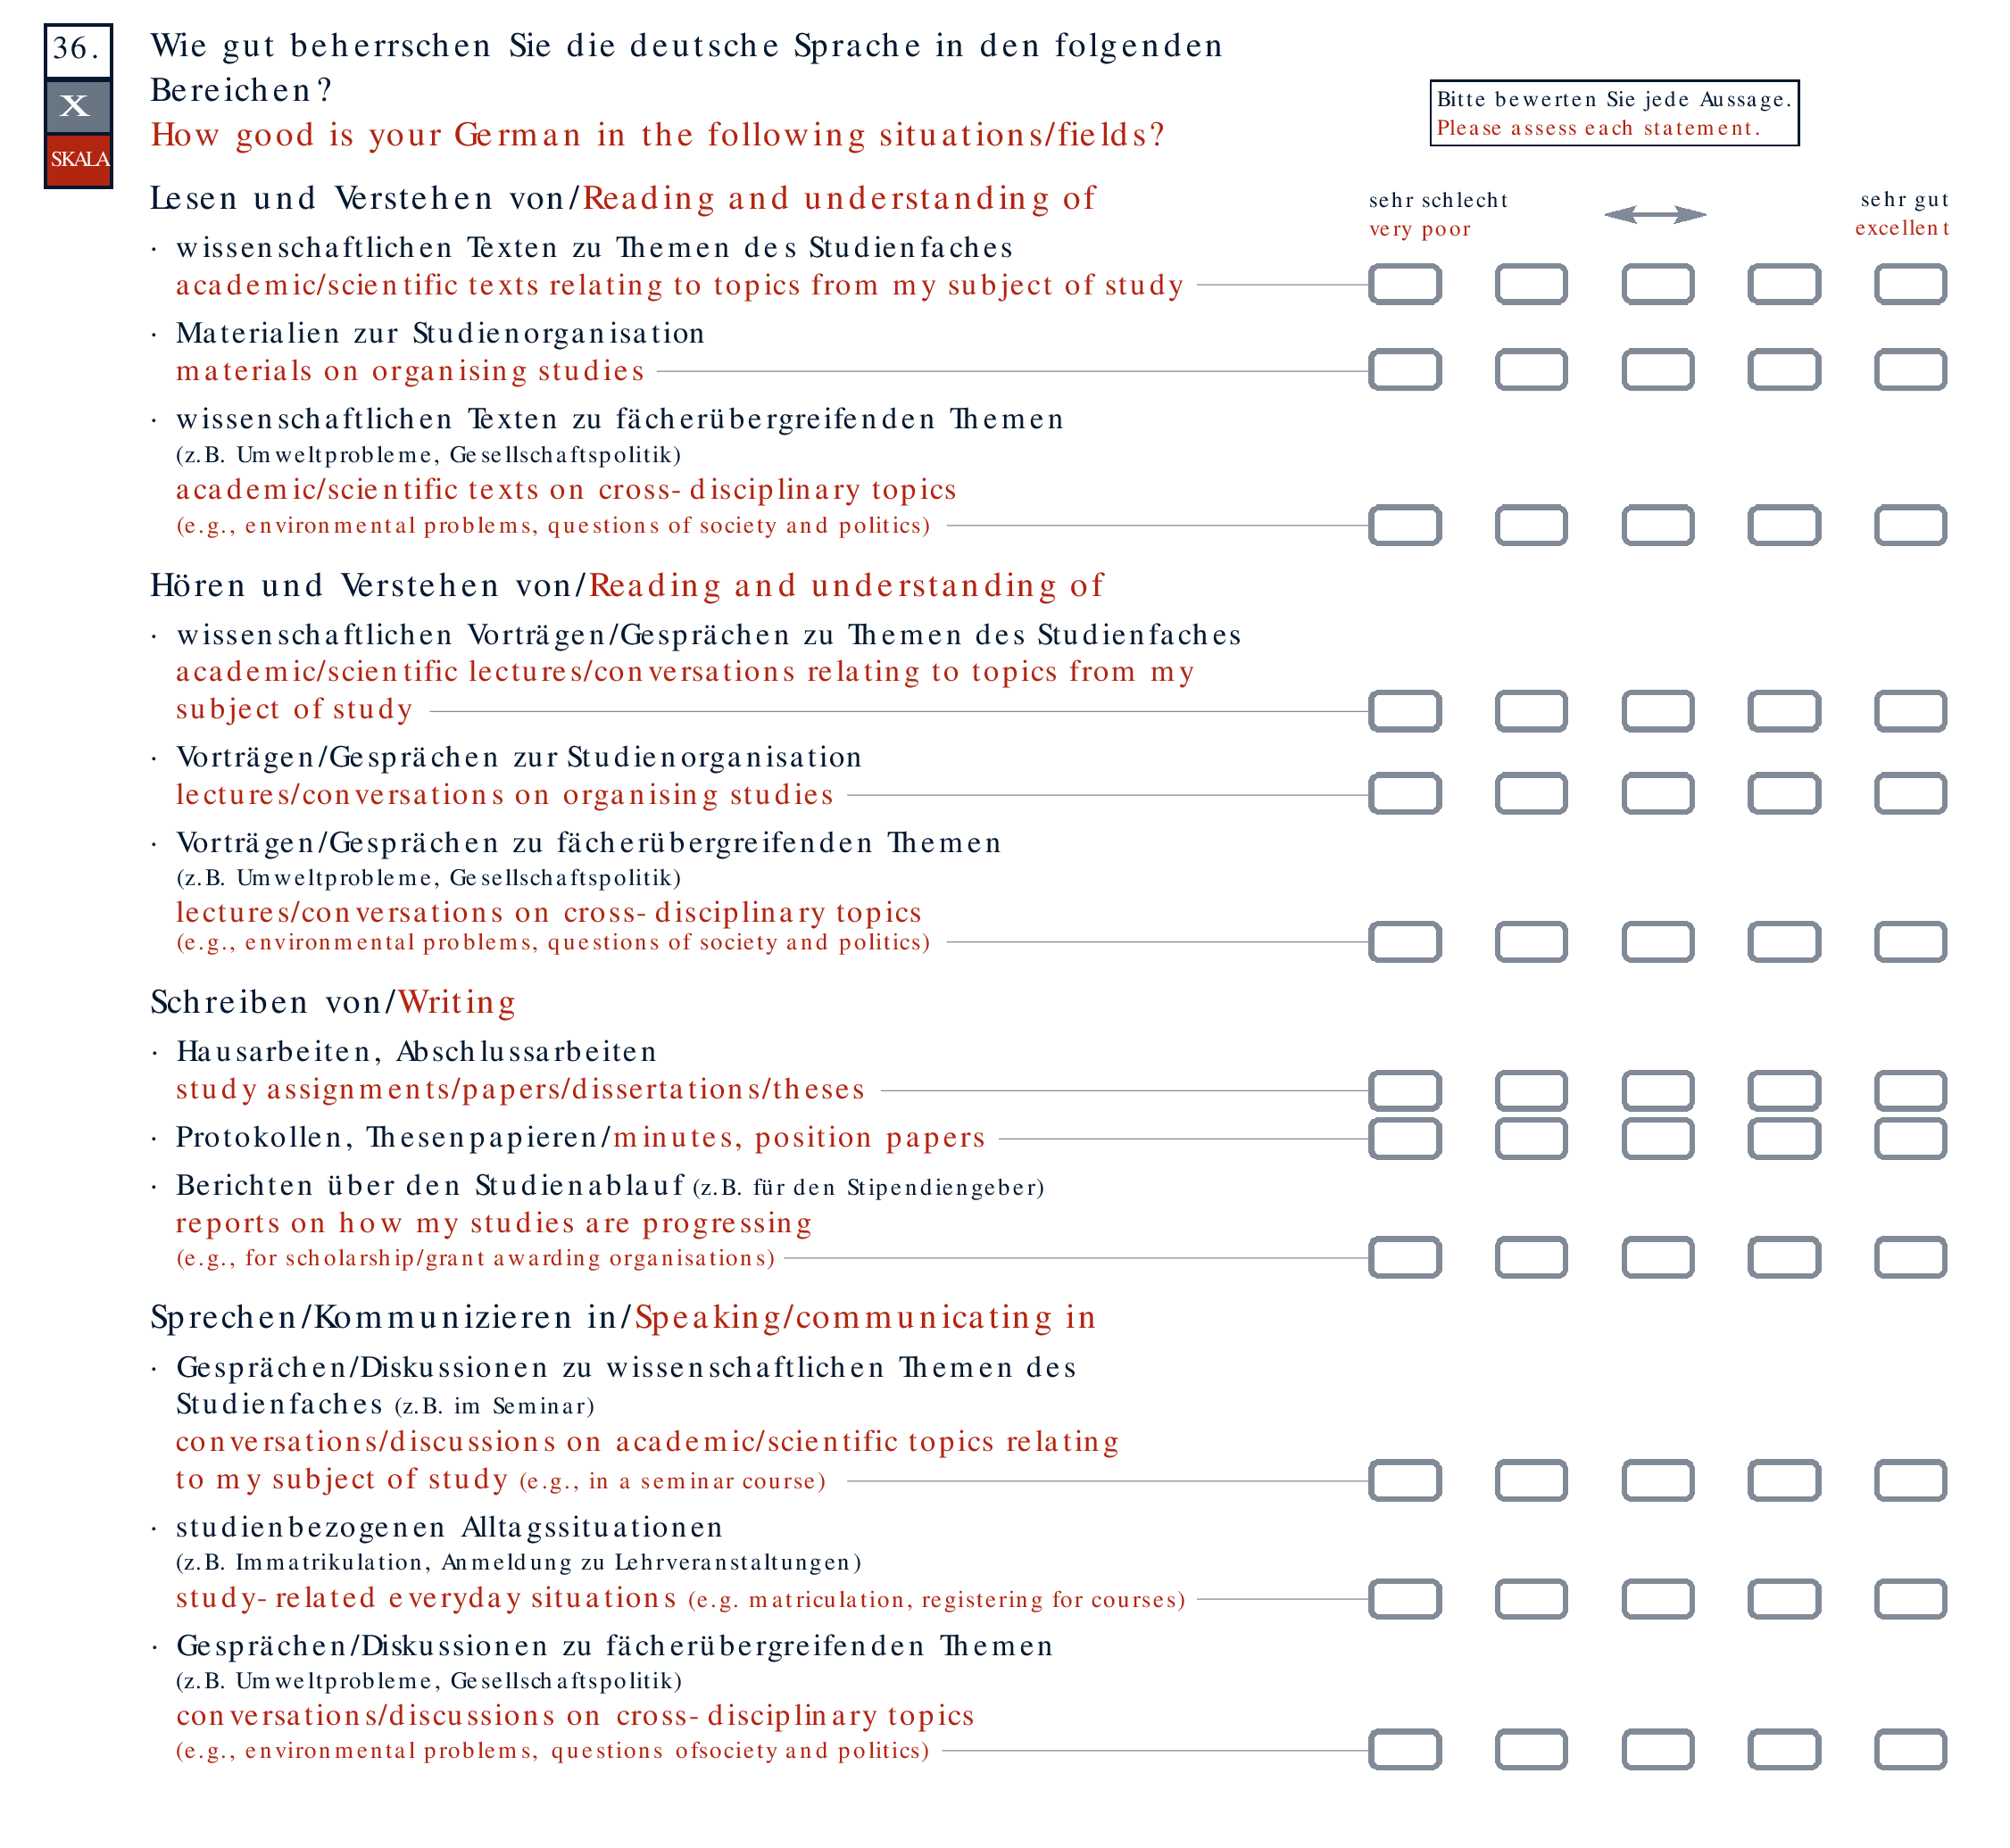 36.
X
SKALA
Wie gut beherrschen Sie die deutsche Sprache in den folgenden
Bereichen?
How good is your German in the following situations/fields?
Bitte bewerten Sie jede Aussage.
Please assess each statement.
Lesen und Verstehen von/Reading and understanding of
sehr schlecht
very poor
sehr gut
excellent
· wissenschaftlichen Texten zu Themen des Studienfaches
academic/scientific texts relating to topics from my subject of study
· Materialien zur Studienorganisation
materials on organising studies
· wissenschaftlichen Texten zu fächerübergreifenden Themen
(z.B. Umweltprobleme, Gesellschaftspolitik)
academic/scientific texts on cross-disciplinary topics
(e.g., environmental problems, questions of society and politics)
Hören und Verstehen von/Reading and understanding of
· wissenschaftlichen Vorträgen/Gesprächen zu Themen des Studienfaches
academic/scientific lectures/conversations relating to topics from my
subject of study
· Vorträgen/Gesprächen zur Studienorganisation
lectures/conversations on organising studies
· Vorträgen/Gesprächen zu fächerübergreifenden Themen
(z.B. Umweltprobleme, Gesellschaftspolitik)
lectures/conversations on cross-disciplinary topics
(e.g., environmental problems, questions of society and politics)
Schreiben von/Writing
· Hausarbeiten, Abschlussarbeiten
study assignments/papers/dissertations/theses
· Protokollen, Thesenpapieren/minutes, position papers
· Berichten über den Studienablauf (z.B. für den Stipendiengeber)
reports on how my studies are progressing
(e.g., for scholarship/grant awarding organisations)
Sprechen/Kommunizieren in/Speaking/communicating in
· Gesprächen/Diskussionen zu wissenschaftlichen Themen des
Studienfaches (z.B. im Seminar)
conversations/discussions on academic/scientific topics relating
to my subject of study (e.g., in a seminar course)
· studienbezogenen Alltagssituationen
(z.B. Immatrikulation, Anmeldung zu Lehrveranstaltungen)
study-related everyday situations (e.g. matriculation, registering for courses)
· Gesprächen/Diskussionen zu fächerübergreifenden Themen
(z.B. Umweltprobleme, Gesellschaftspolitik)
conversations/discussions on cross-disciplinary topics
(e.g., environmental problems, questions ofsociety and politics)